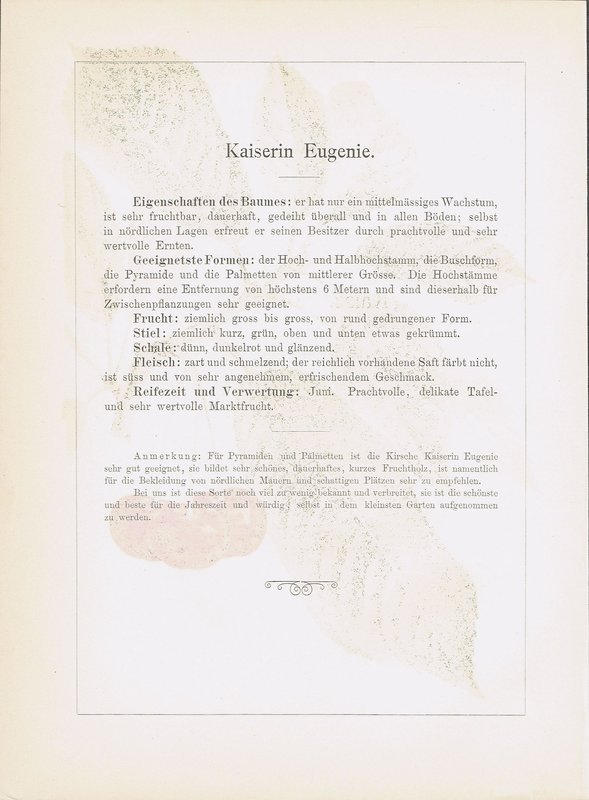 Kaiserin Eugenie.
Eigenschaften des Baumes: er hat nur ein mittelmässiges Wachstum,
ist sehr fruchtbar, dauerhaft, gedeiht überall und in allen Böden; selbst
in nördlichen Lagen erfreut er seinen Besitzer durch prachtvolle und sehr
wertvolle Ernten.
Geeignetste Formen: der Hoch- und Halbhochstamm, die Buschform,
die Pyramide und die Palmetten von mittlerer Grösse. Die Hochstämme
erfordern eine Entfernung von höchstens 6 Metern und sind dieserhalb für
Zwischenpflanzungen sehr geeignet.
Frucht: ziemlich gross bis gross, von rund gedrungener Form.
Stiel: ziemlich kurz, grün, oben und unten etwas gekrümmt.
Schale: dünn, dunkelrot und glänzend.
Fleisch: zart und schmelzend; der reichlich vorhandene Saft färbt nicht,
ist süss und von sehr angenehmem, erfrischendem Geschmack.
Reifezeit und Verwertung: Juni. Prachtvolle, delikate Tafel-
und sehr wertvolle Marktfrucht.
Anmerkung: Für Pyramiden und Palmetten ist die Kirsche Kaiserin Eugenie
sehr gut geeignet, sie bildet sehr schönes, dauerhaftes, kurzes Fruchtholz, ist namentlich
für die Bekleidung von nördlichen Mauern und schattigen Plätzen sehr zu empfehlen.
Bei uns ist diese Sorte noch viel zu wenig bekannt und verbreitet, sie ist die schönste
und beste für die Jahreszeit und würdig, selbst in dem kleinsten Garten aufgenommen
zu werden.